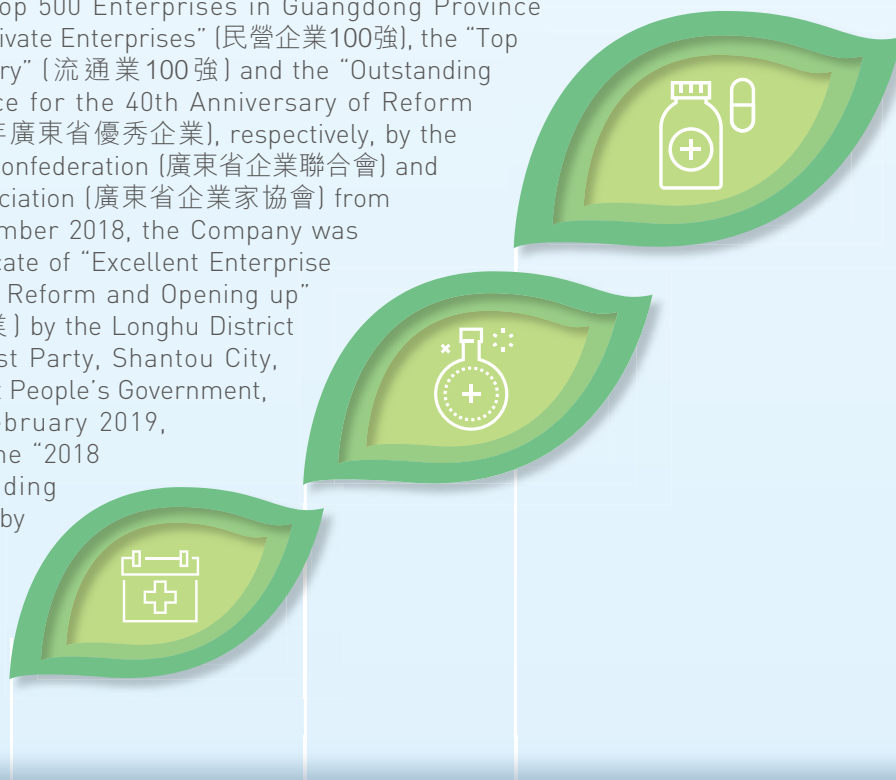 op 500 Enterprises in Guangdong Province
ivate Enterprises” (民營企業100強), the “Top
ry” (流通業100強) and the “Outstanding
ce for the 40th Anniversary of Reform
年廣東省優秀企業), respectively, by the
onfederation (廣東省企業聯合會) and
ciation (廣東省企業家協會) from
mber 2018, the Company was
cate of “Excellent Enterprise
Reform and Opening up”
業) by the Longhu District
st Party, Shantou City,
t People’s Government,
ebruary 2019,
he “2018
ding
by